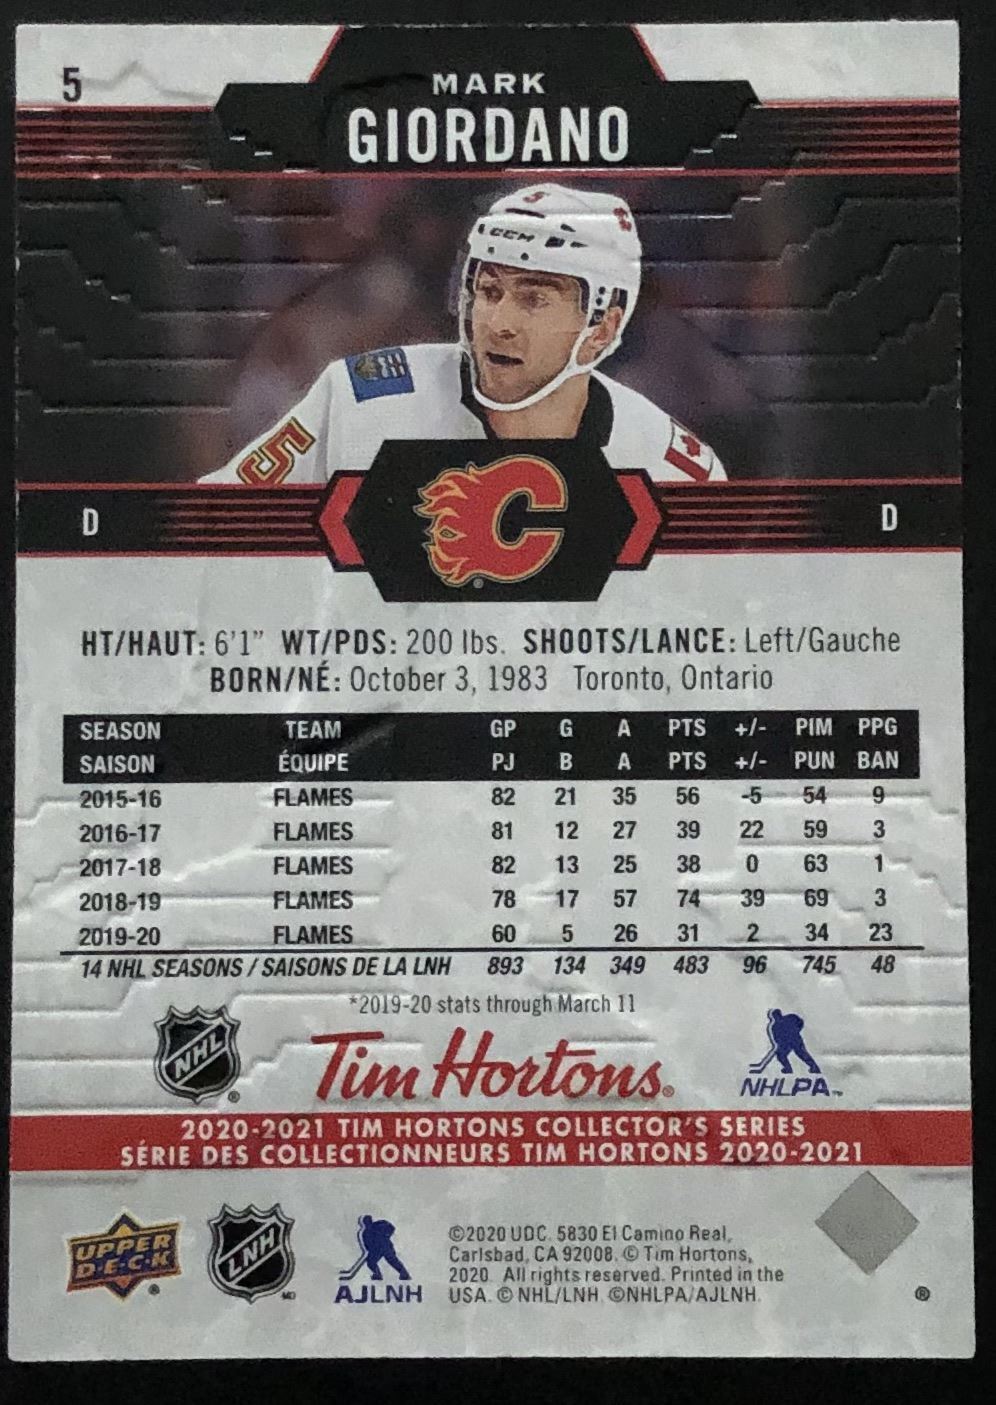 5
MARK
GIORDANO
5
CCM
5
D
C
D
HT/HAUT: 6'1" WT/PDS: 200 lbs. SHOOTS/LANCE: Left/Gauche
BORN/NÉ: October 3, 1983 Toronto, Ontario
SEASON TEAM GP G A PTS +/- PIM PPG
SAISON ÉQUIPE PJ B A PTS +/- PUN BAN
2015-16 FLAMES 82 21 35 56 -5 54 9
2016-17 FLAMES 81 12 27 39 22 59 3
2017-18 FLAMES 82 13 25 38 0 63 1
2018-19 FLAMES 78 17 57 74 39 69 3
2019-20 FLAMES 60 5 26 31 2 34 23
14 NHL SEASONS / SAISONS DE LA LNH 893 134 349 483 96 745 48
*2019-20 stats through March 11
NHL ® Tim Hortons® NHLPA™
2020-2021 TIM HORTONS COLLECTOR'S SERIES
SÉRIE DES COLLECTIONNEURS TIM HORTONS 2020-2021
UPPER
D·E·C·K ®
LNH MD
AJLNH
©2020 UDC. 5830 El Camino Real,
Carlsbad, CA 92008. © Tim Hortons,
2020. All rights reserved. Printed in the
USA. © NHL/LNH. ©NHLPA/AJLNH.
®